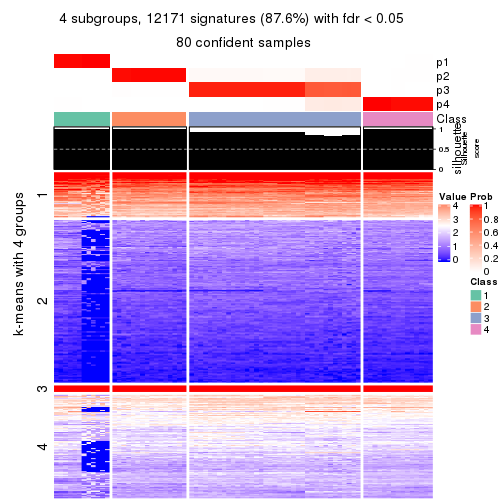 4 subgroups, 12171 signatures (87.6%) with fdr < 0.05
80 confident samples
p1
p2
p3
p4
Class
1
0.5
0
silhouette
Silhouette
score
k-means with 4 groups
1
2
3
4
Value
4
3
2
1
0
Prob
1
0.8
0.6
0.4
0.2
0
Class
1
2
3
4